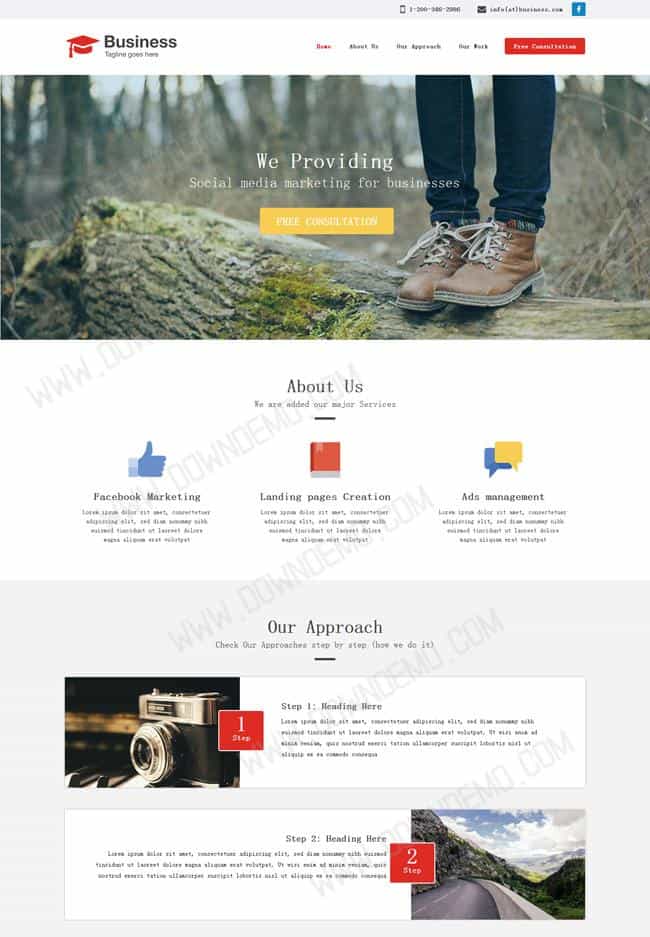 1-200-386-2986 info(at)business.com
Business
Tagline goes here
Home About Us Our Approach Our Work Free Consultation
We Providing
Social media marketing for businesses
FREE CONSULTATION
About Us
We are added our major Services
Facebook Marketing
Lorem ipsum dolor sit amet, consectetuer
adipiscing elit, sed diam nonummy nibh
euismod tincidunt ut laoreet dolore
magna aliquam erat volutpat
Landing pages Creation
Lorem ipsum dolor sit amet, consectetuer
adipiscing elit, sed diam nonummy nibh
euismod tincidunt ut laoreet dolore
magna aliquam erat volutpat
Ads management
Lorem ipsum dolor sit amet, consectetuer
adipiscing elit, sed diam nonummy nibh
euismod tincidunt ut laoreet dolore
magna aliquam erat volutpat
Our Approach
Check Our Approaches step by step (how we do it)
1
Step
Step 1: Heading Here
Lorem ipsum dolor sit amet, consectetuer adipiscing elit, sed diam nonummy nibh
euismod tincidunt ut laoreet dolore magna aliquam erat volutpat. Ut wisi enim ad
minim veniam, quis nostrud exerci tation ullamcorper suscipit lobortis nisl ut
aliquip ex ea commodo consequa
Step 2: Heading Here
Lorem ipsum dolor sit amet, consectetuer adipiscing elit, sed diam nonummy nibh euismod
tincidunt ut laoreet dolore magna aliquam erat volutpat. Ut wisi enim ad minim veniam, quis
nostrud exerci tation ullamcorper suscipit lobortis nisl ut aliquip ex ea commodo consequa
2
Step
WWW.DOWNDEMO.COM
WWW.DOWNDEMO.COM
WWW.DOWNDEMO.COM
WWW.DOWNDEMO.COM